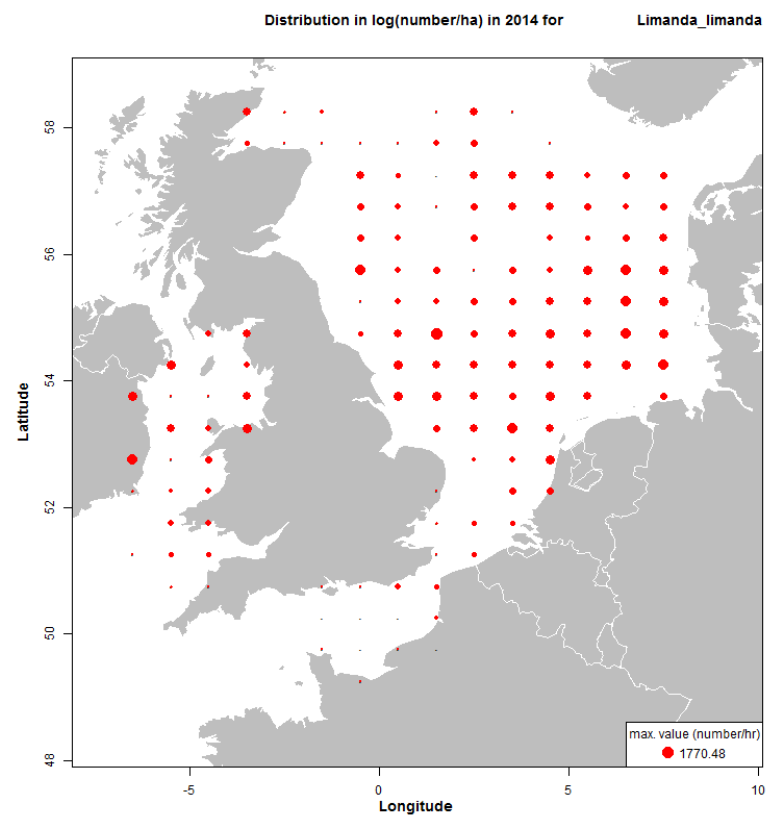 Distribution in log(number/ha) in 2014 for Limanda_limanda
58
56
54
52
50
48
Latitude
max. value (number/hr)
1770.48
-5 0 5 10
Longitude